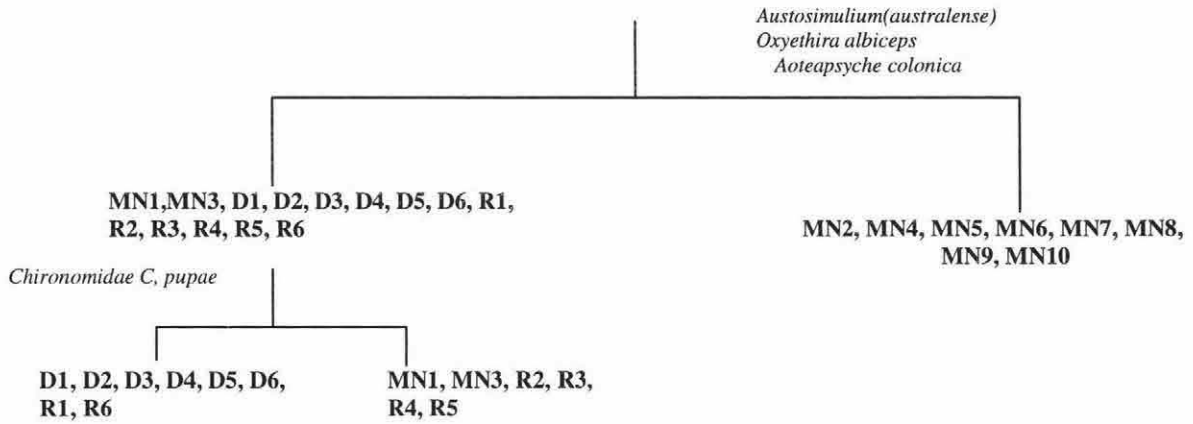 Austosimulium(australense)
Oxyethira albiceps
Aoteapsyche colonica
MN1,MN3, D1, D2, D3, D4, D5, D6, R1,
R2, R3, R4, R5, R6
MN2, MN4, MN5, MN6, MN7, MN8,
MN9, MN10
Chironomidae C, pupae
D1, D2, D3, D4, D5, D6,
R1, R6
MN1, MN3, R2, R3,
R4, R5